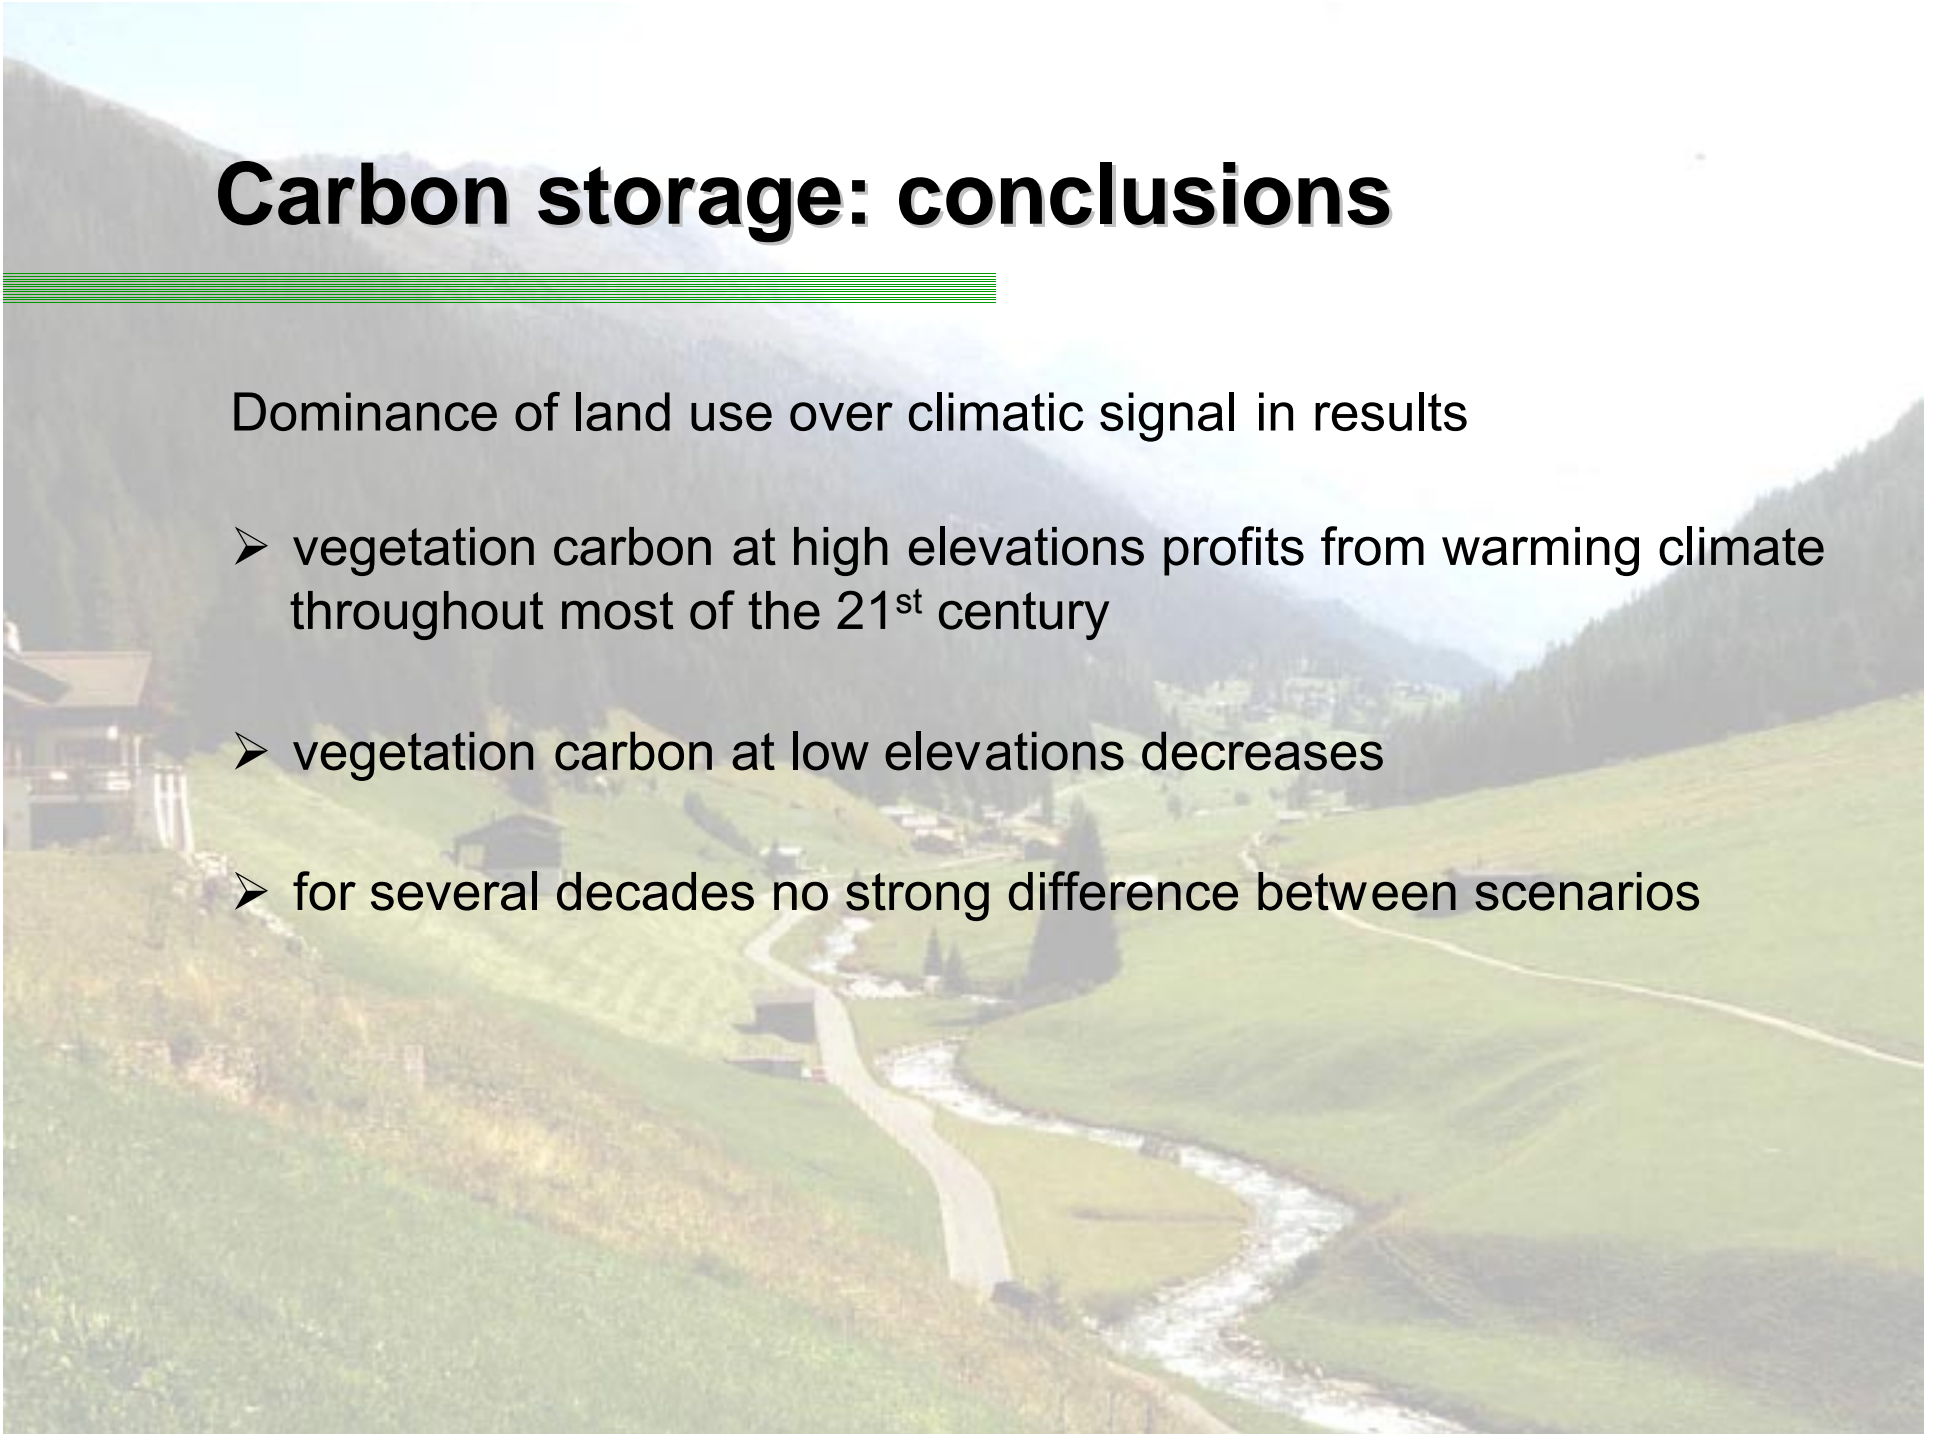 Carbon storage: conclusions
Dominance of land use over climatic signal in results
➢ vegetation carbon at high elevations profits from warming climate
throughout most of the 21st century
➢ vegetation carbon at low elevations decreases
➢ for several decades no strong difference between scenarios